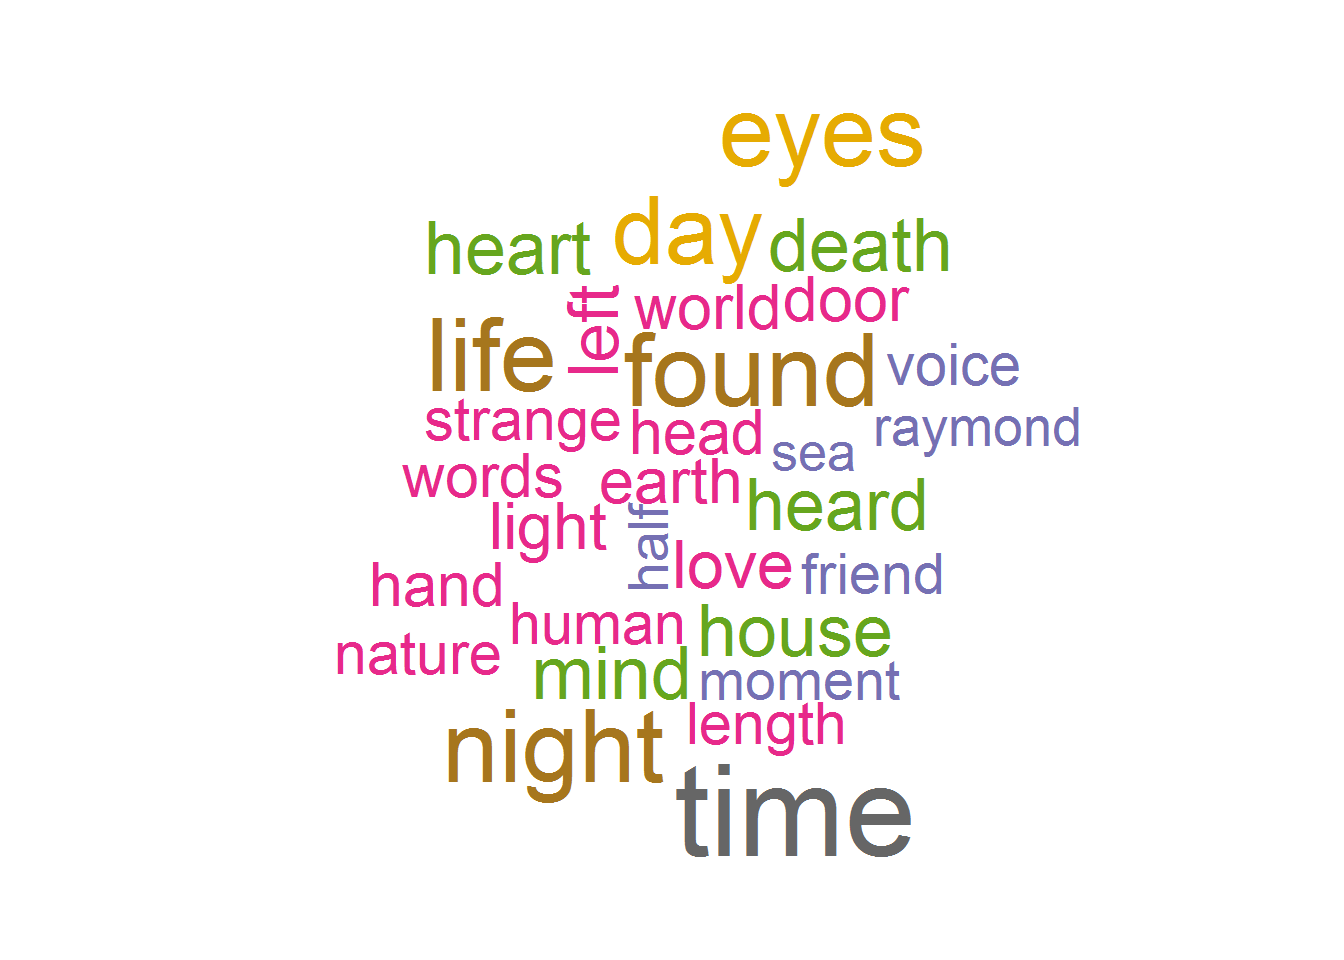 eyes
heart
day
death
left
world
door
life
found
voice
strange
head
sea
raymond
words
earth
heard
light
half
love
friend
hand
human
house
nature
mind
moment
night
length
time